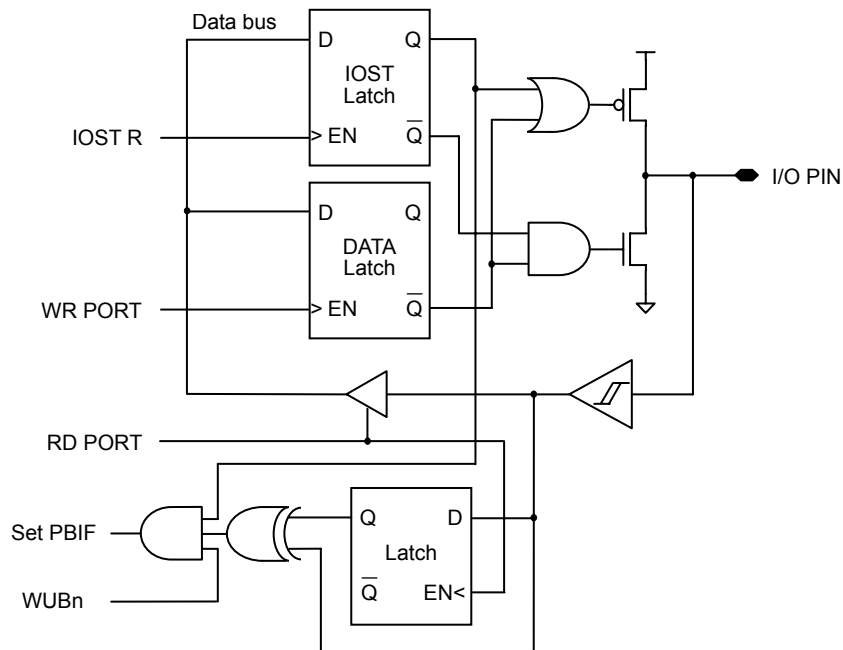 Data bus
D
Q
IOST
Latch
IOST R
> EN
Q
I/O PIN
D
Q
DATA
Latch
WR PORT
> EN
Q
RD PORT
Set PBIF
Q
D
Latch
WUBn
Q
EN<